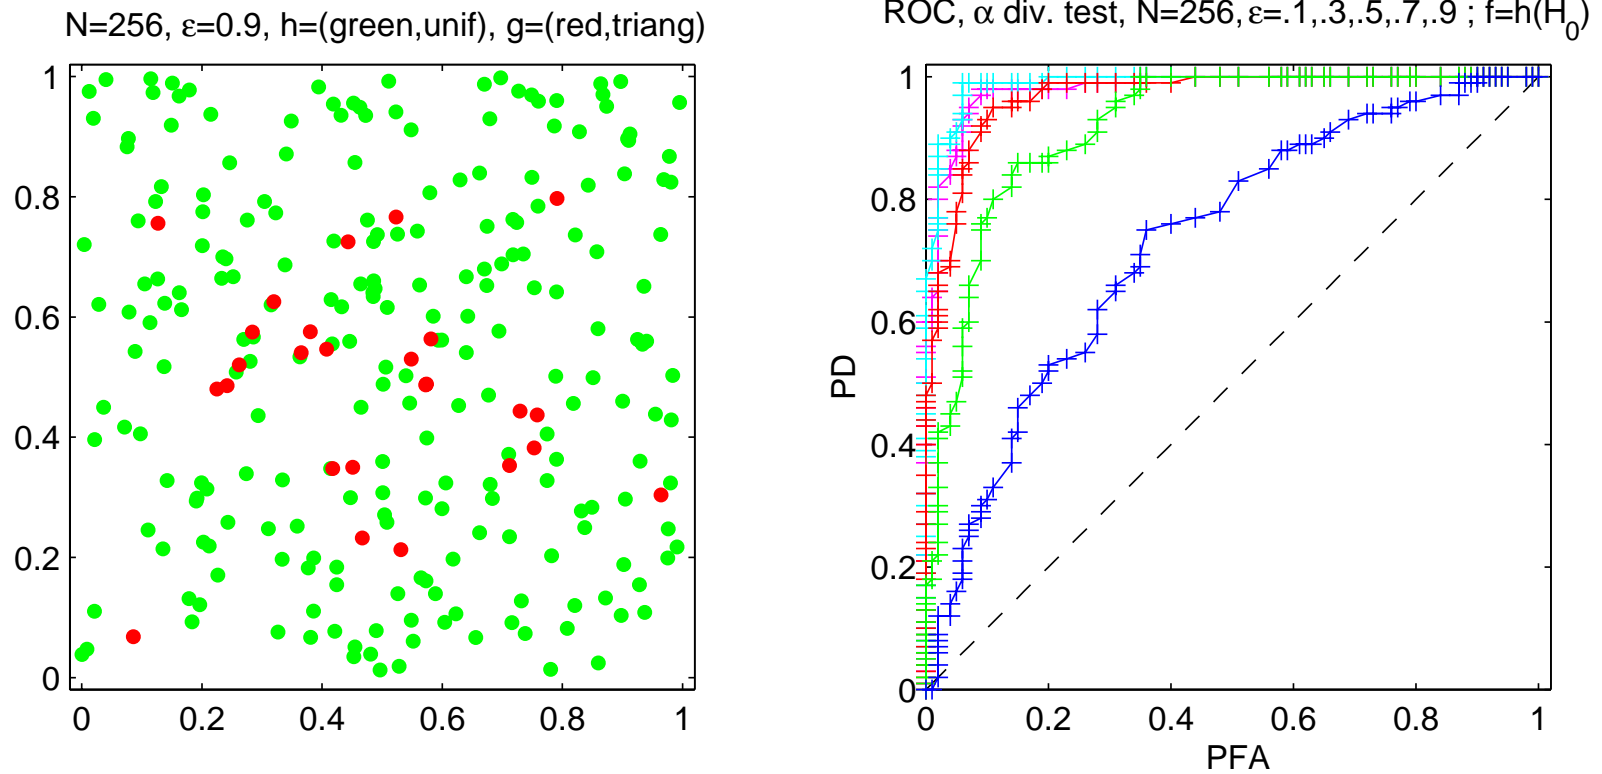 N=256, ε=0.9, h=(green,unif), g=(red,triang)
1
0.8
0.6
0.4
0.2
0
0 0.2 0.4 0.6 0.8 1
ROC, α div. test, N=256,ε=.1,.3,.5,.7,.9 ; f=h(H₀)
PD
1
0.8
0.6
0.4
0.2
0
0 0.2 0.4 0.6 0.8 1
PFA